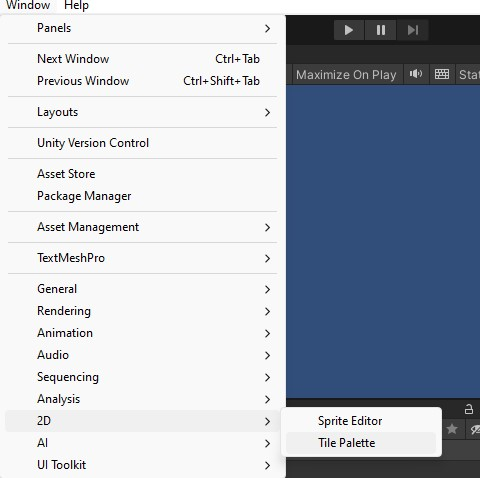 Window Help
Panels
Next Window Ctrl+Tab
Previous Window Ctrl+Shift+Tab
Maximize On Play
Layouts
Unity Version Control
Asset Store
Package Manager
Asset Management
TextMeshPro
General
Rendering
Animation
Audio
Sequencing
Analysis
2D
Sprite Editor
AI
Tile Palette
UI Toolkit